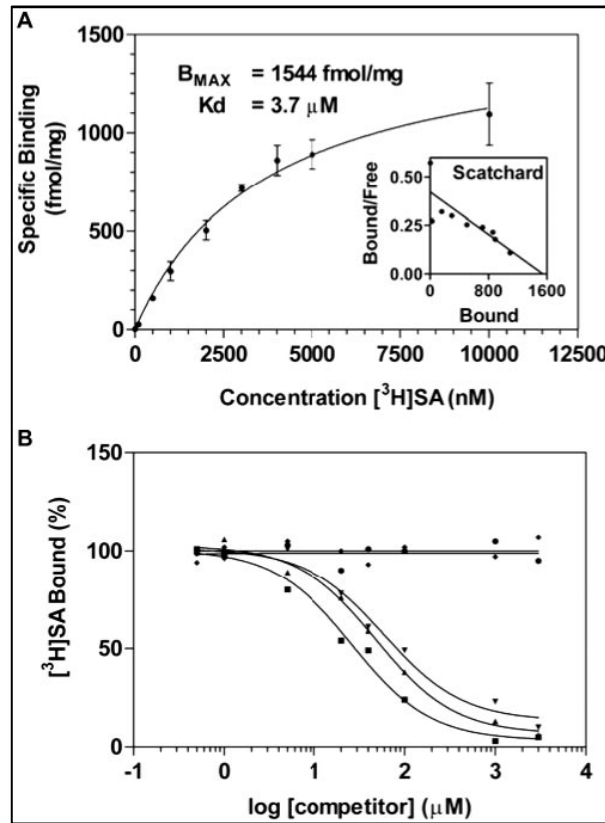 A
1500
1000
500
0
Specific Binding
(fmol/mg)
B_MAX = 1544 fmol/mg
Kd = 3.7 μM
0.50
0.25
0.00
Scatchard
Bound/Free
0 800 1600
Bound
0 2500 5000 7500 10000 12500
Concentration [³H]SA (nM)
B
150
100
50
0
[³H]SA Bound (%)
-1 0 1 2 3 4
log [competitor] (μM)